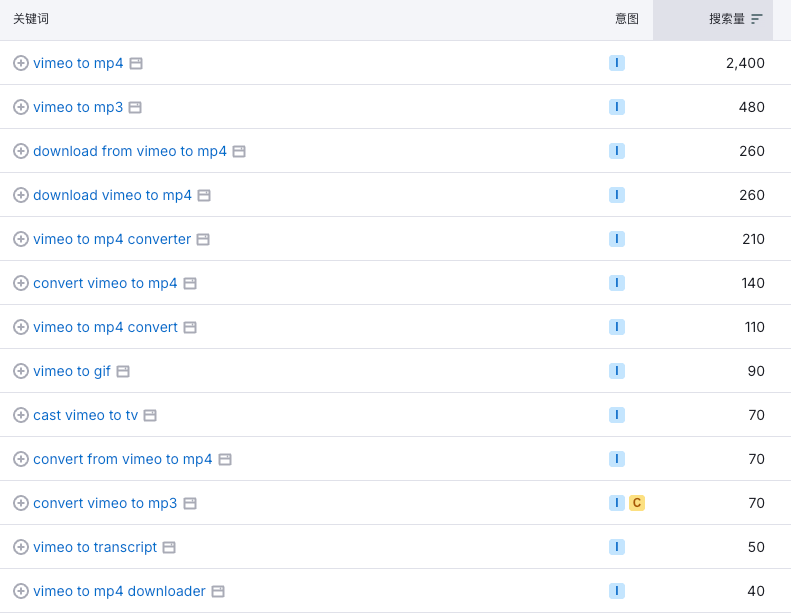 关键词 意图 搜索量
vimeo to mp4 I 2,400
vimeo to mp3 I 480
download from vimeo to mp4 I 260
download vimeo to mp4 I 260
vimeo to mp4 converter I 210
convert vimeo to mp4 I 140
vimeo to mp4 convert I 110
vimeo to gif I 90
cast vimeo to tv I 70
convert from vimeo to mp4 I 70
convert vimeo to mp3 I C 70
vimeo to transcript I 50
vimeo to mp4 downloader I 40